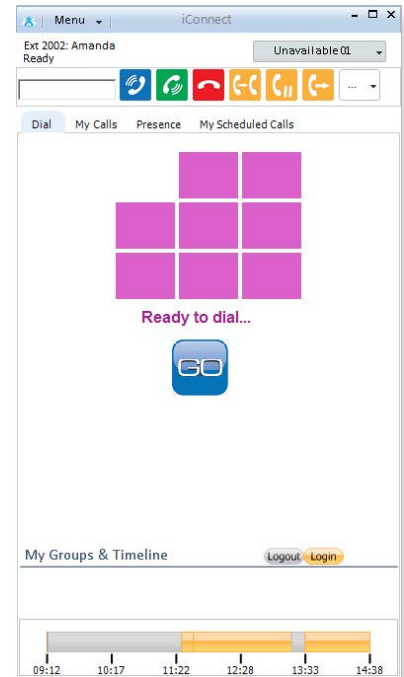 Menu iConnect
Ext 2002: Amanda
Ready
Unavailable 01
...
Dial My Calls Presence My Scheduled Calls
Ready to dial...
GO
My Groups & Timeline Logout Login
09:12 10:17 11:22 12:28 13:33 14:38